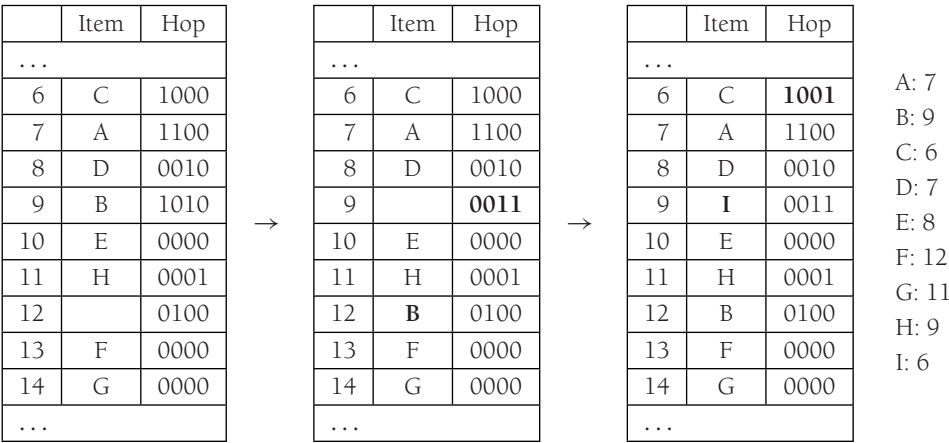 Item Hop
...
6 C 1000
7 A 1100
8 D 0010
9 B 1010
10 E 0000
11 H 0001
12 0100
13 F 0000
14 G 0000
...
→
Item Hop
...
6 C 1000
7 A 1100
8 D 0010
9 0011
10 E 0000
11 H 0001
12 B 0100
13 F 0000
14 G 0000
...
→
Item Hop
...
6 C 1001
7 A 1100
8 D 0010
9 I 0011
10 E 0000
11 H 0001
12 B 0100
13 F 0000
14 G 0000
...
A: 7
B: 9
C: 6
D: 7
E: 8
F: 12
G: 11
H: 9
I: 6